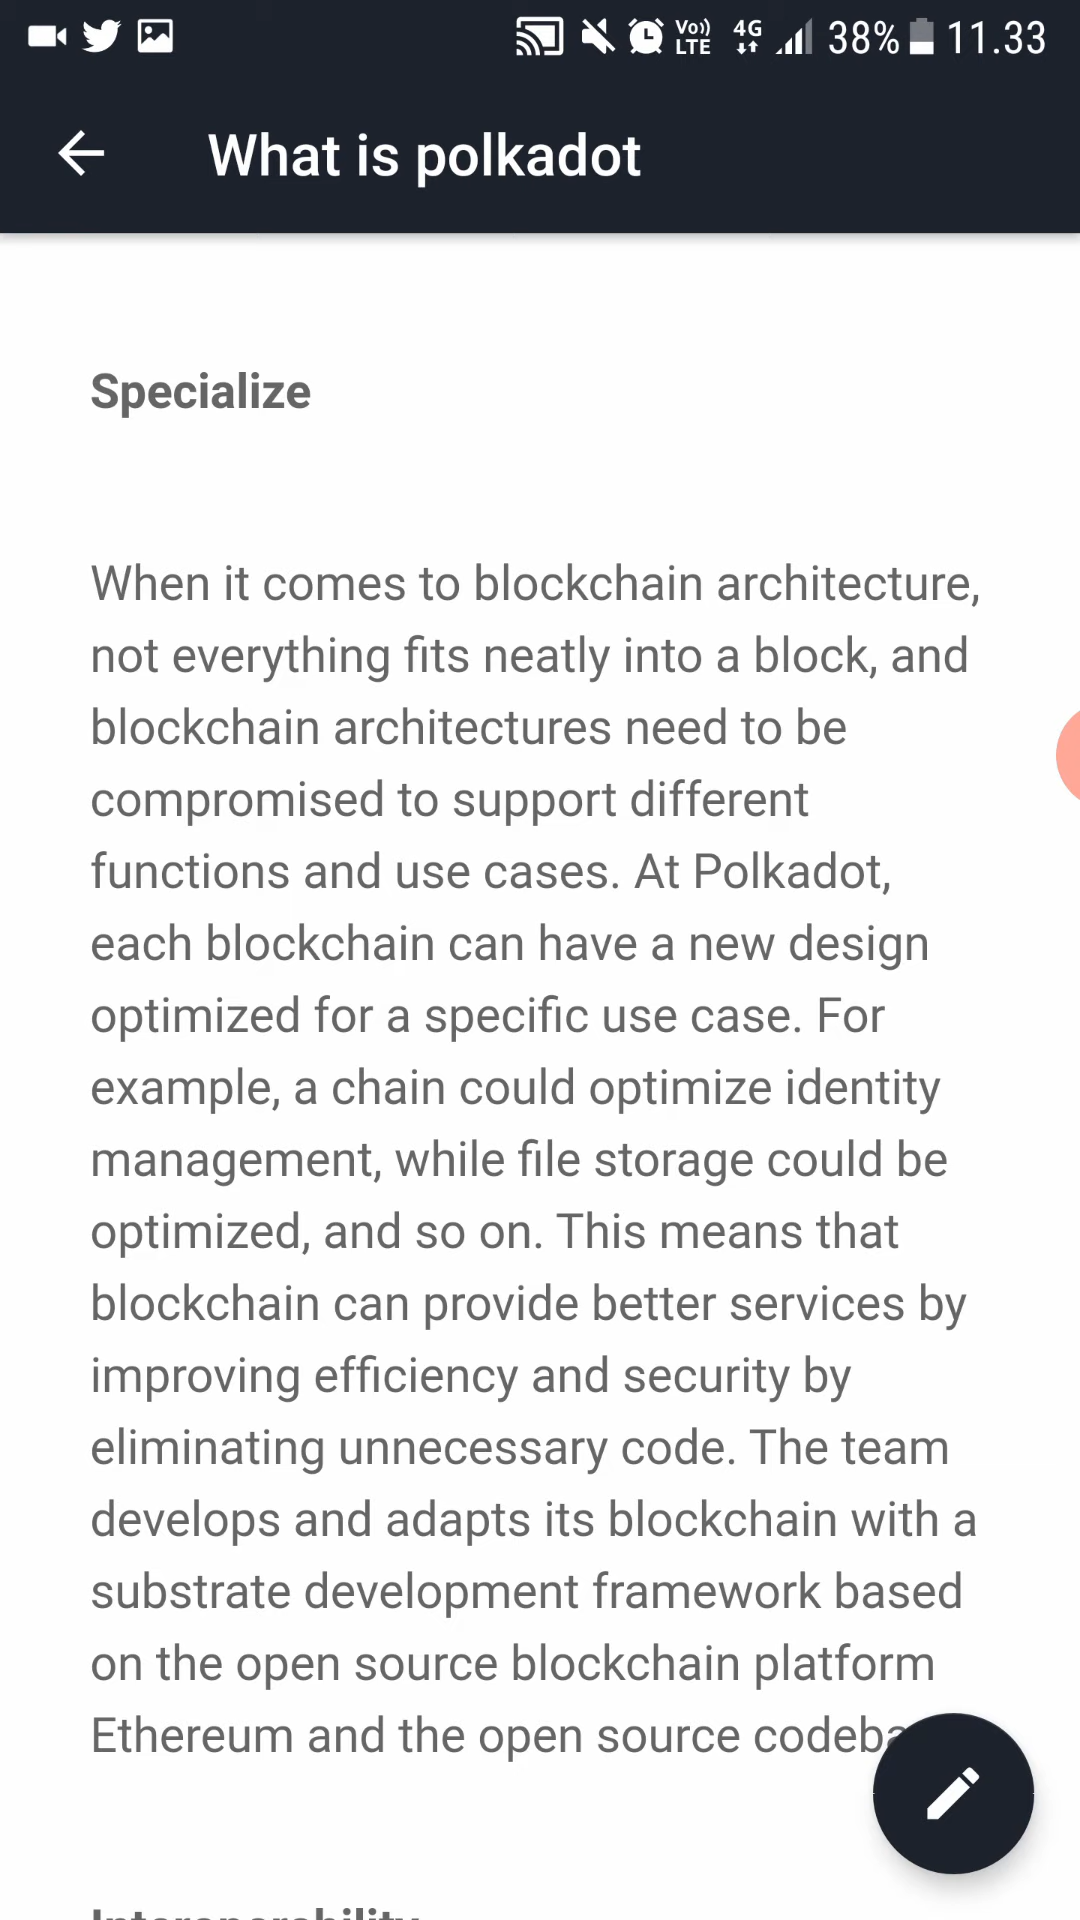 Vo)) LTE 4G 38% 11.33
What is polkadot
Specialize
When it comes to blockchain architecture,
not everything fits neatly into a block, and
blockchain architectures need to be
compromised to support different
functions and use cases. At Polkadot,
each blockchain can have a new design
optimized for a specific use case. For
example, a chain could optimize identity
management, while file storage could be
optimized, and so on. This means that
blockchain can provide better services by
improving efficiency and security by
eliminating unnecessary code. The team
develops and adapts its blockchain with a
substrate development framework based
on the open source blockchain platform
Ethereum and the open source
Interoperability